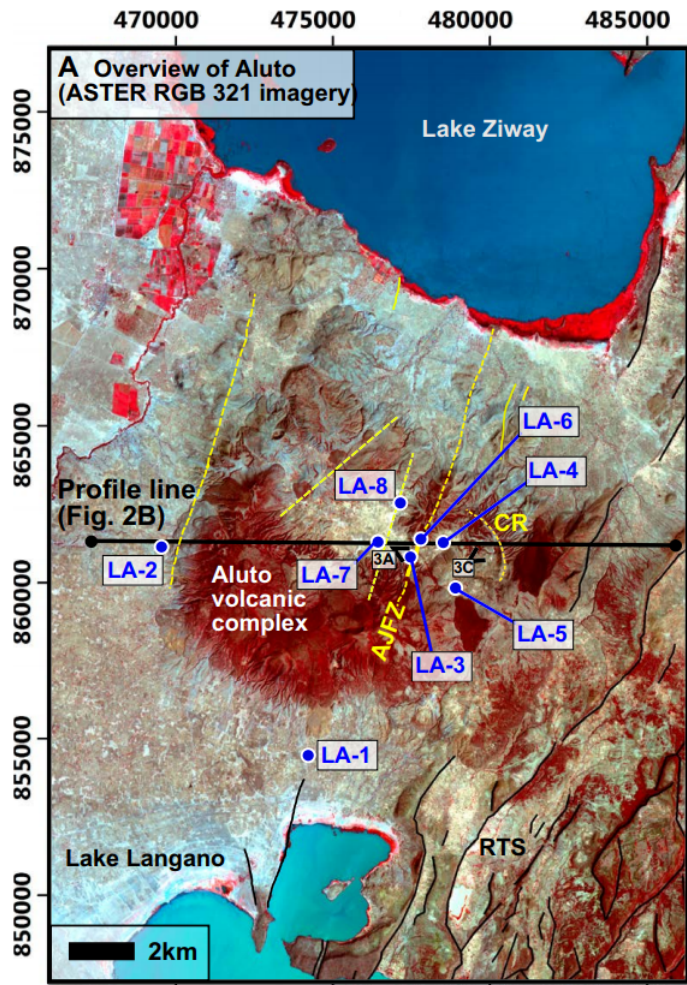 470000 475000 480000 485000
A Overview of Aluto
(ASTER RGB 321 imagery)
Lake Ziway
875000
870000
865000
860000
855000
850000
LA-6
LA-4
LA-8
Profile line
(Fig. 2B)
CR
LA-2
LA-7
3A
3C
Aluto
volcanic
complex
AJFZ
LA-3
LA-5
LA-1
Lake Langano
RTS
2km